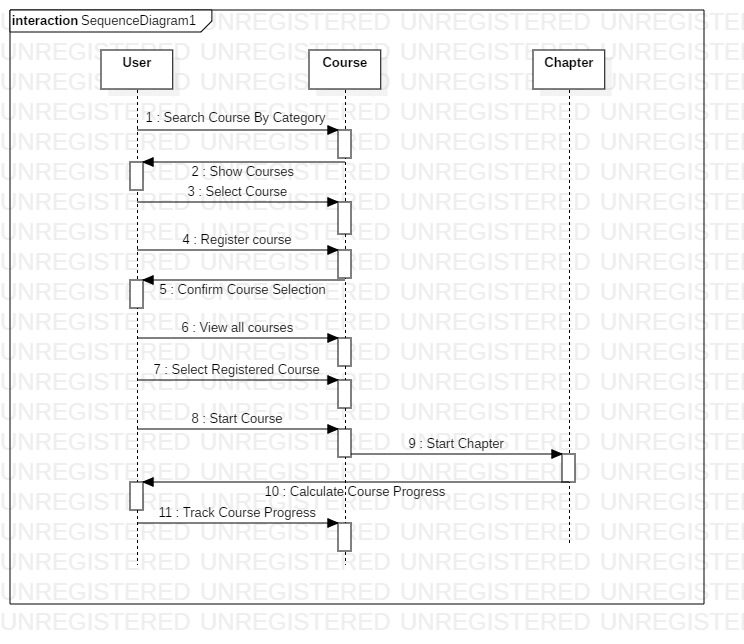 interaction SequenceDiagram1
User Course Chapter
1 : Search Course By Category
2 : Show Courses
3 : Select Course
4 : Register course
5 : Confirm Course Selection
6 : View all courses
7 : Select Registered Course
8 : Start Course
9 : Start Chapter
10 : Calculate Course Progress
11 : Track Course Progress
UNREGISTERED